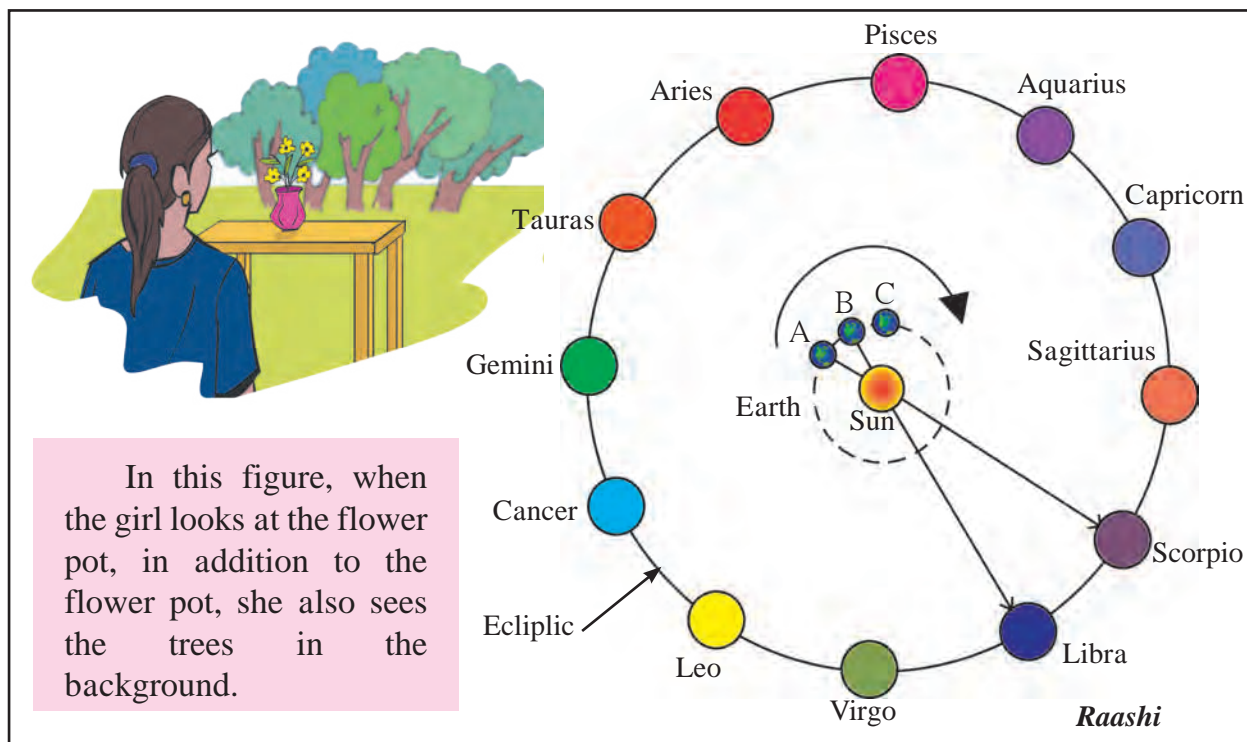 Pisces
Aries
Aquarius
Tauras
Capricorn
A
B
C
Gemini
Sagittarius
Earth
Sun
Cancer
Scorpio
Ecliplic
Leo
Libra
Virgo
Raashi
In this figure, when
the girl looks at the flower
pot, in addition to the
flower pot, she also sees
the trees in the
background.